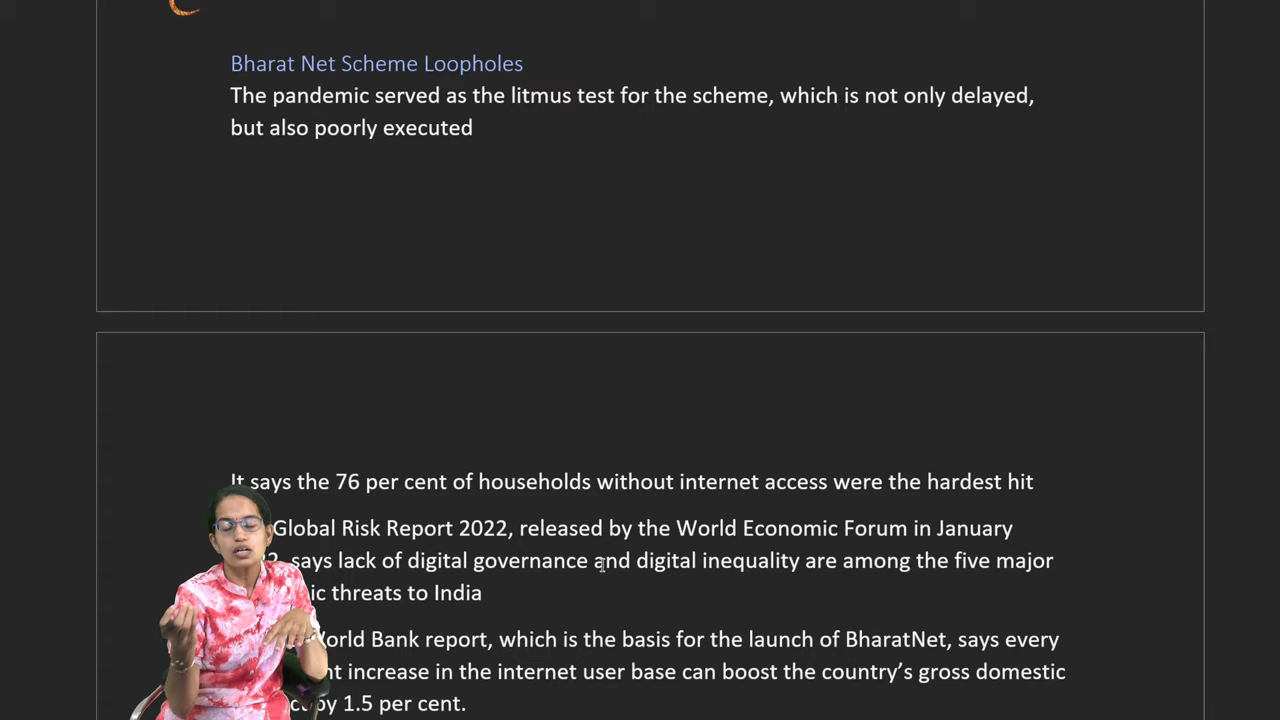 Bharat Net Scheme Loopholes
The pandemic served as the litmus test for the scheme, which is not only delayed,
but also poorly executed
It says the 76 per cent of households without internet access were the hardest hit
Global Risk Report 2022, released by the World Economic Forum in January
says lack of digital governance and digital inequality are among the five major
threats to India
World Bank report, which is the basis for the launch of BharatNet, says every
increase in the internet user base can boost the country's gross domestic
by 1.5 per cent.